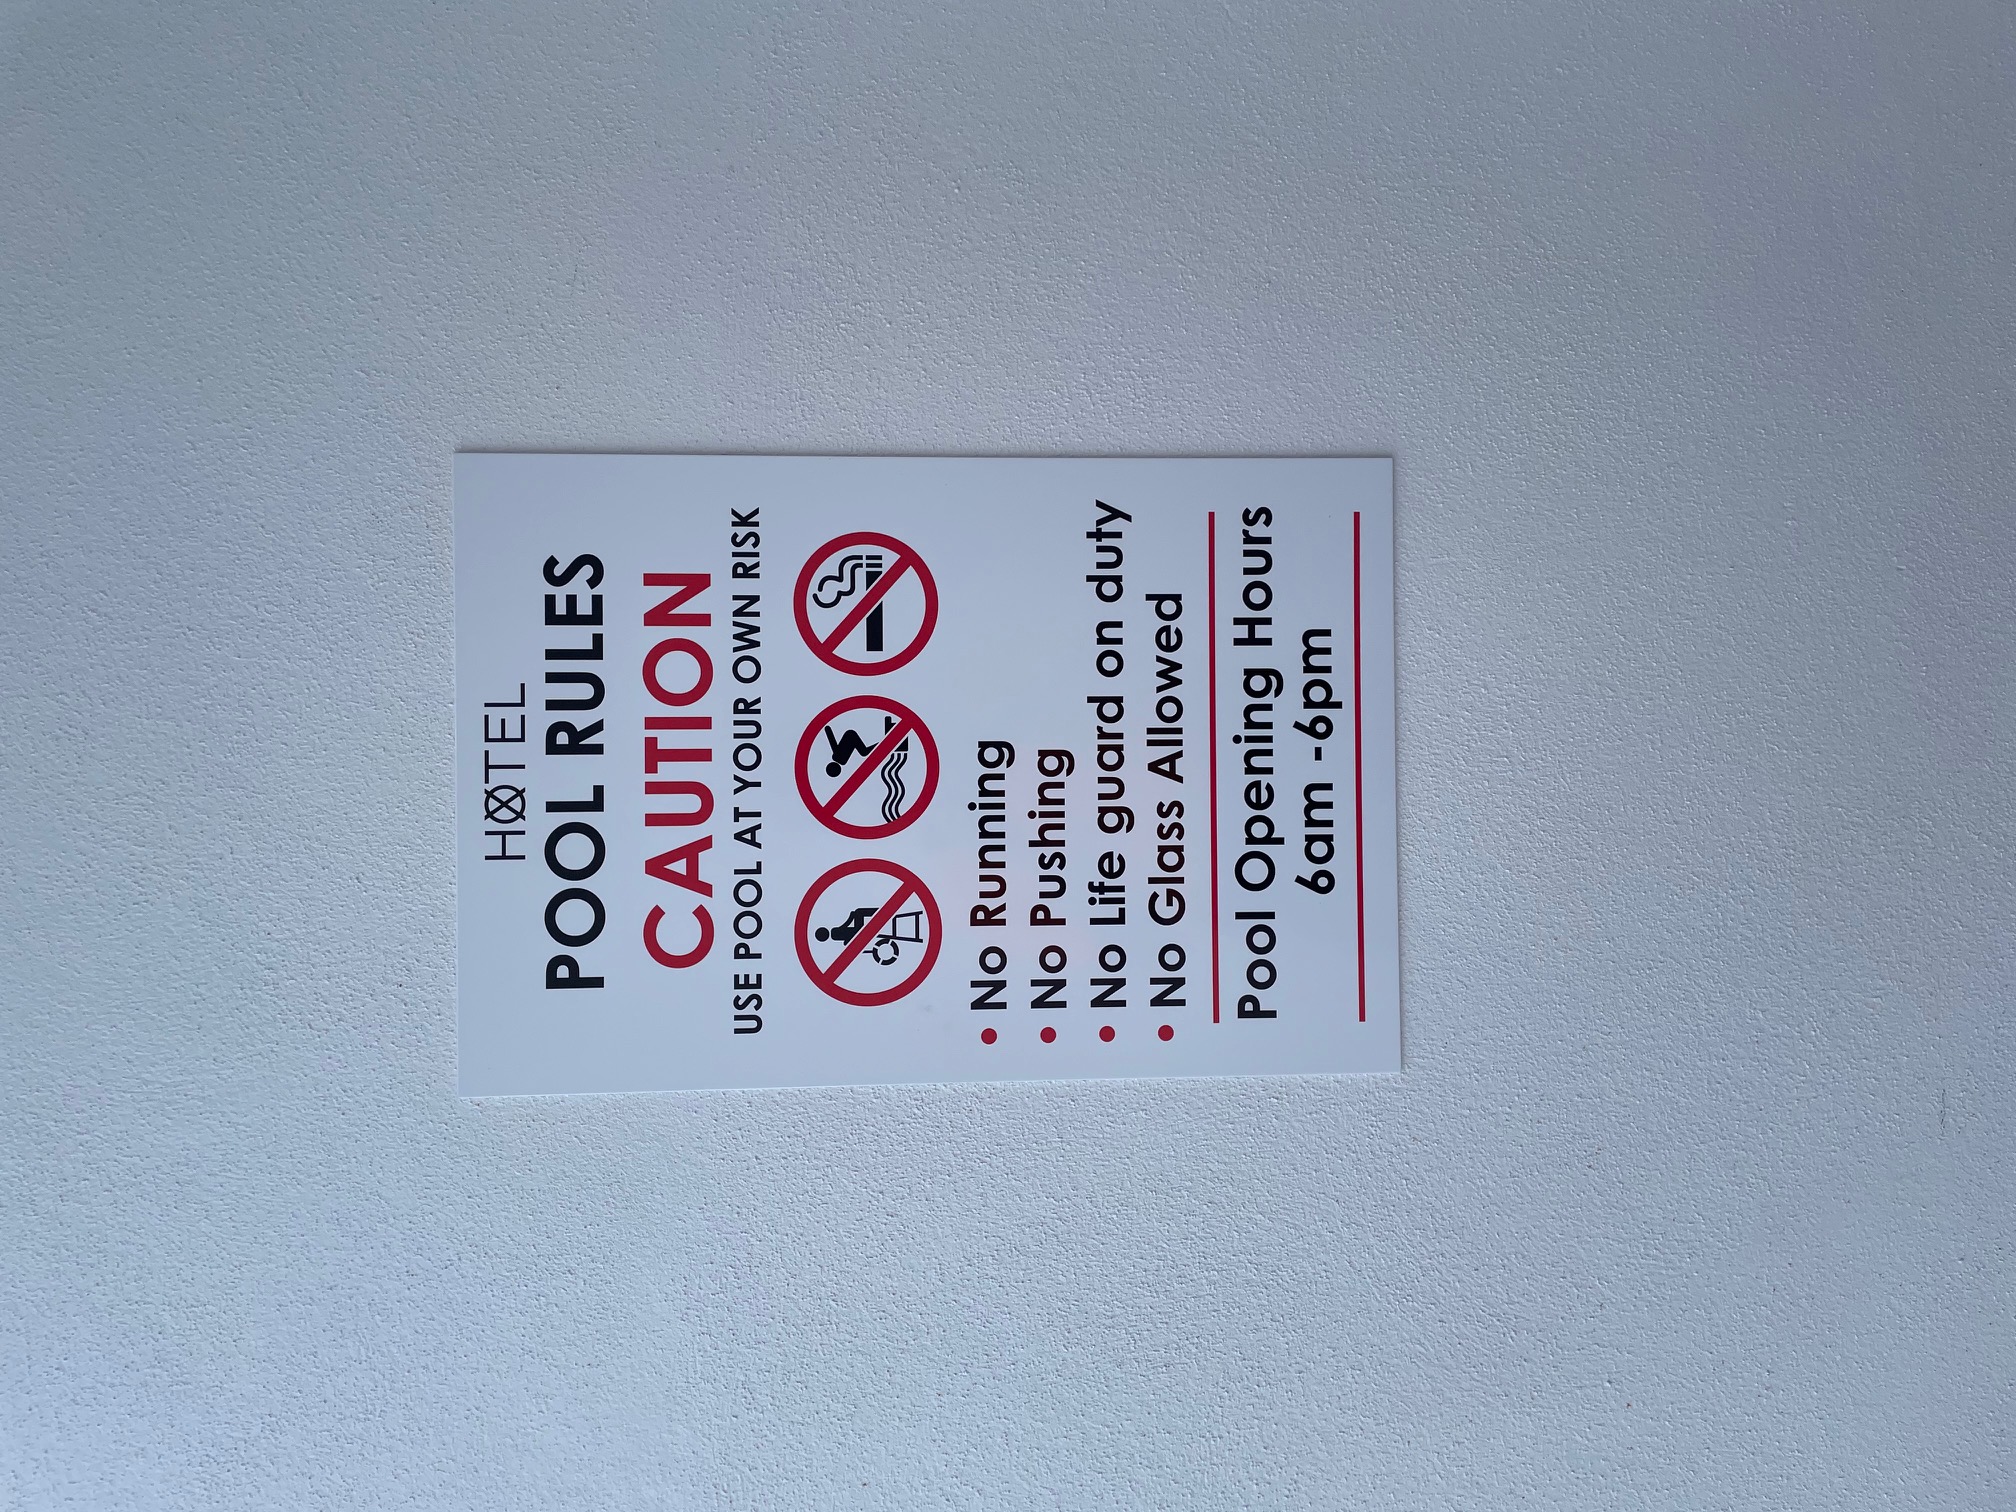 HOTEL
POOL RULES
CAUTION
USE POOL AT YOUR OWN RISK
• No Running
• No Pushing
• No Life guard on duty
• No Glass Allowed
Pool Opening Hours
6am -6pm